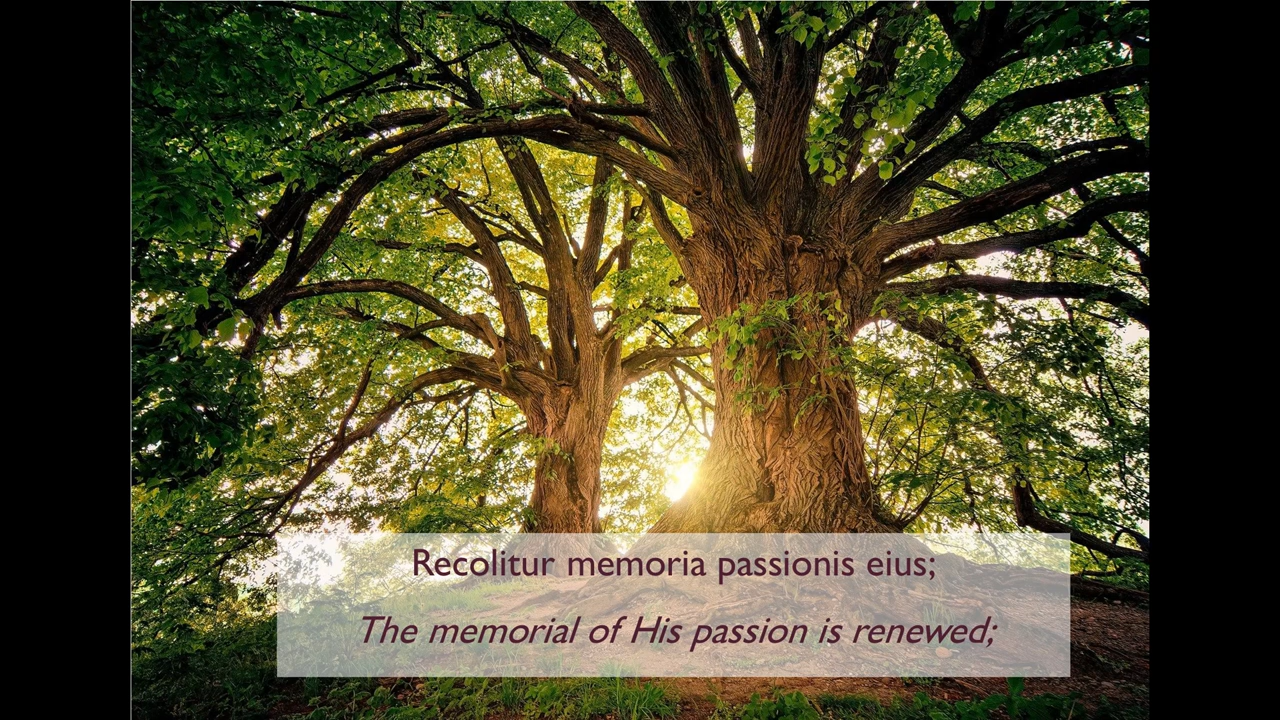 Recolitur memoria passionis eius;
The memorial of His passion is renewed;